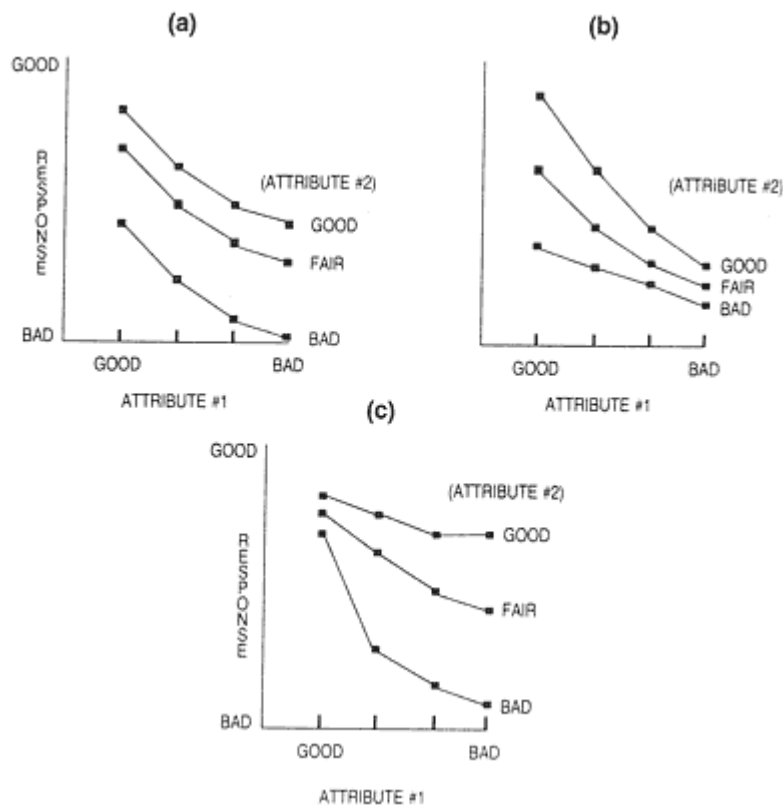 (a)
GOOD
RESPONSE
(ATTRIBUTE #2)
GOOD
FAIR
BAD
BAD
GOOD
BAD
ATTRIBUTE #1
(b)
(ATTRIBUTE #2)
GOOD
FAIR
BAD
GOOD
BAD
ATTRIBUTE #1
(c)
GOOD
RESPONSE
(ATTRIBUTE #2)
GOOD
FAIR
BAD
BAD
GOOD
BAD
ATTRIBUTE #1